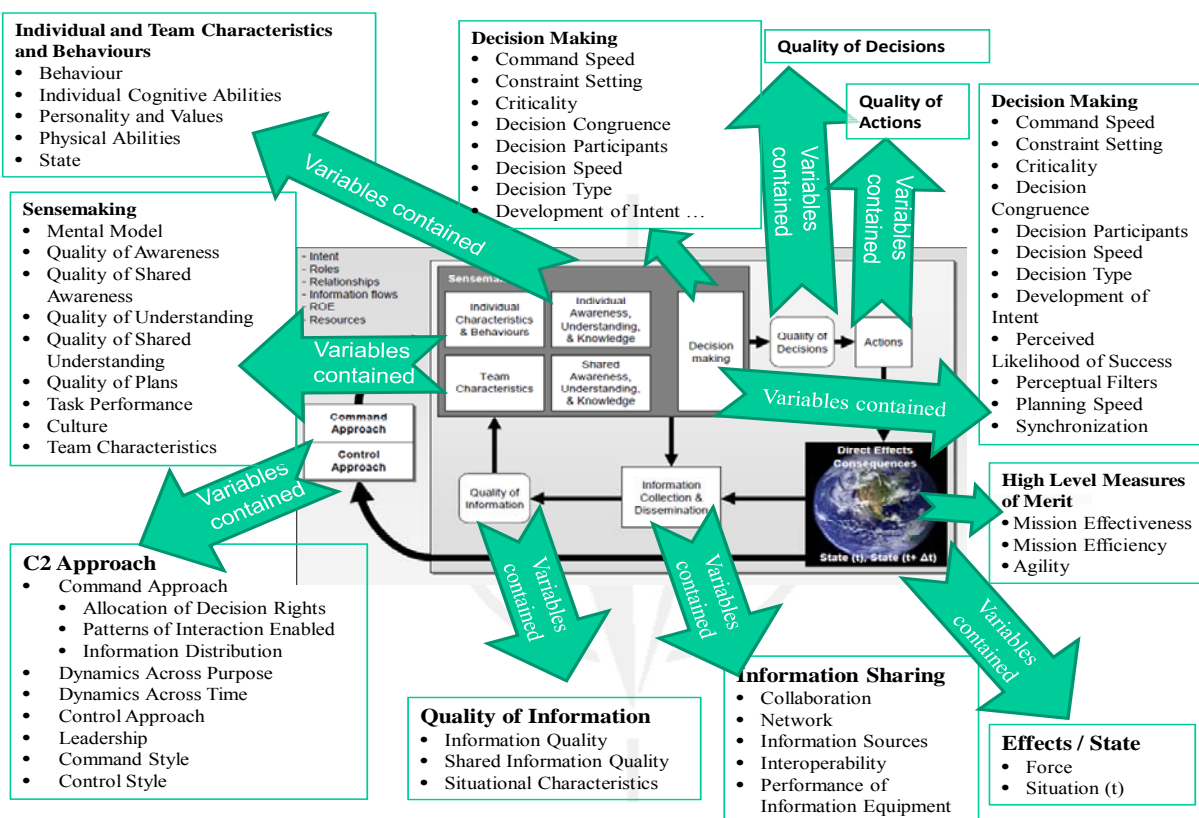 Individual and Team Characteristics
and Behaviours
• Behaviour
• Individual Cognitive Abilities
• Personality and Values
• Physical Abilities
• State
Decision Making
• Command Speed
• Constraint Setting
• Criticality
• Decision Congruence
• Decision Participants
• Decision Speed
• Decision Type
• Development of Intent …
Quality of Decisions
Quality of
Actions
Decision Making
• Command Speed
• Constraint Setting
• Criticality
• Decision
Congruence
• Decision Participants
• Decision Speed
• Decision Type
• Development of
Intent
• Perceived
Likelihood of Success
• Perceptual Filters
• Planning Speed
• Synchronization
Sensemaking
• Mental Model
• Quality of Awareness
• Quality of Shared
Awareness
• Quality of Understanding
• Quality of Shared
Understanding
• Quality of Plans
• Task Performance
• Culture
• Team Characteristics
Variables contained
Variables
contained
Variables
contained
Variables
contained
Variables
contained
Variables contained
Variables
contained
Variables
contained
Variables
contained
- Intent
- Roles
- Relationships
- Information flows
ROE
- Resources
Individual
Characteristics
& Behaviours
Individual
Awareness,
Understanding,
& Knowledge
Team
Characteristics
Shared
Awareness,
Understanding,
& Knowledge
Decision
making
Quality of
Decisions
Actions
Command
Approach
Control
Approach
Quality of
Information
Information
Collection &
Dissemination
Direct Effects
Consequences
State (t), State (t+ Δt)
High Level Measures
of Merit
• Mission Effectiveness
• Mission Efficiency
• Agility
C2 Approach
• Command Approach
• Allocation of Decision Rights
• Patterns of Interaction Enabled
• Information Distribution
• Dynamics Across Purpose
• Dynamics Across Time
• Control Approach
• Leadership
• Command Style
• Control Style
Quality of Information
• Information Quality
• Shared Information Quality
• Situational Characteristics
Information Sharing
• Collaboration
• Network
• Information Sources
• Interoperability
• Performance of
Information Equipment
Effects / State
• Force
• Situation (t)